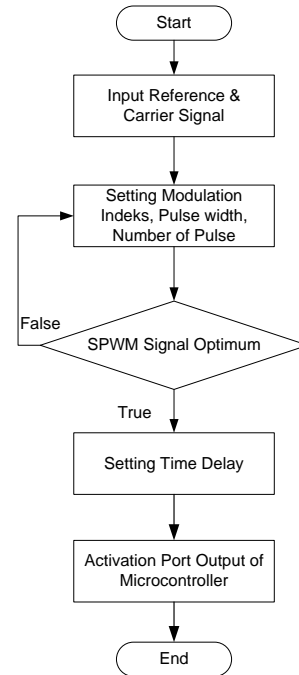 Start
Input Reference &
Carrier Signal
Setting Modulation
Indeks, Pulse width,
Number of Pulse
False
SPWM Signal Optimum
True
Setting Time Delay
Activation Port Output of
Microcontroller
End